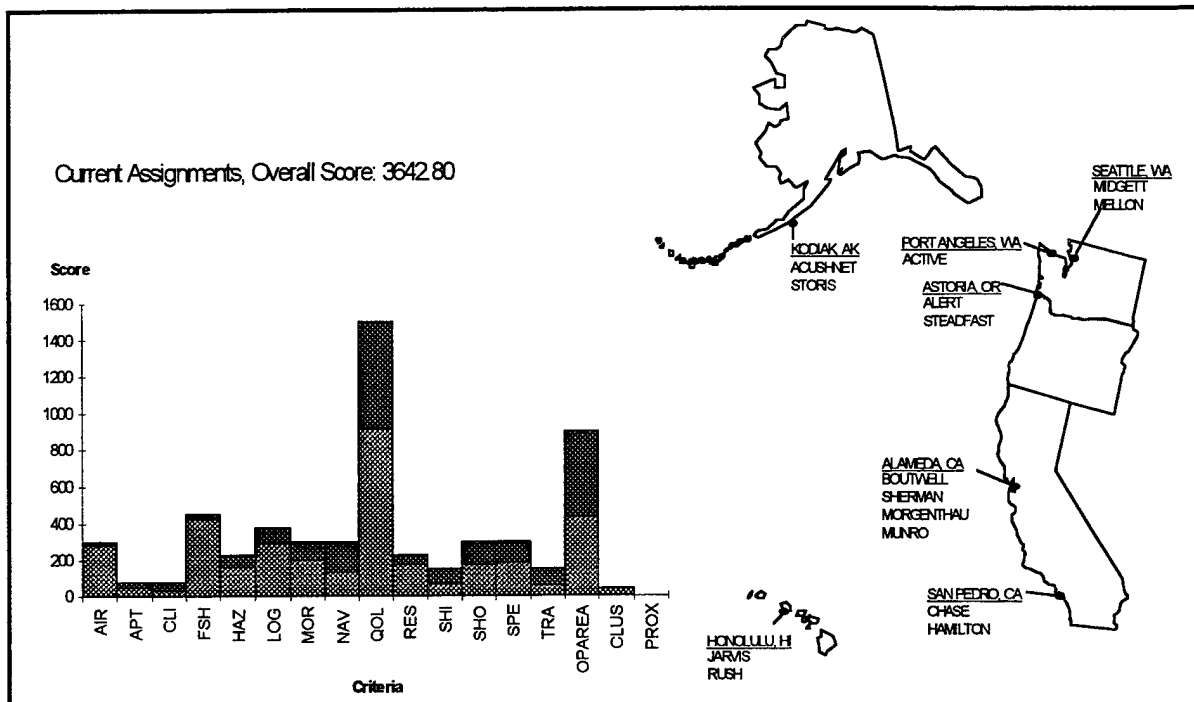 Current Assignments, Overall Score: 3642.80
Score
1600
1400
1200
1000
800
600
400
200
0
AIR
APT
CLI
FSH
HAZ
LOG
MOR
NAV
QOL
RES
SHI
SHO
SPE
TRA
OPAREA
CLUS
PROX
Criteria
KODIAK, AK
ACUSHNET
STORIS
SEATTLE, WA
MIDGETT
MELLON
PORT ANGELES, WA
ACTIVE
ASTORIA, OR
ALERT
STEADFAST
ALAMEDA, CA
BOUTWELL
SHERMAN
MORGENTHAU
MUNRO
SAN PEDRO, CA
CHASE
HAMILTON
HONOLULU, HI
JARVIS
RUSH